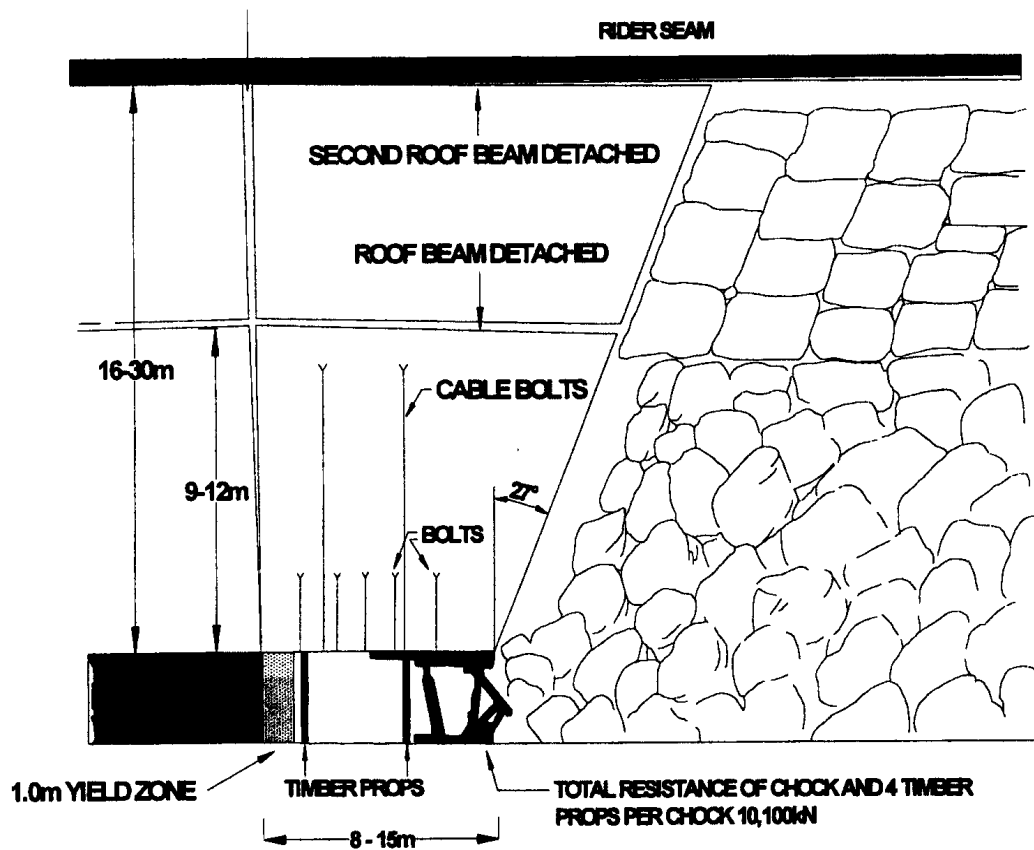 RIDER SEAM
SECOND ROOF BEAM DETACHED
ROOF BEAM DETACHED
16-30m
CABLE BOLTS
9-12m
27°
BOLTS
1.0m YIELD ZONE
TIMBER PROPS
TOTAL RESISTANCE OF CHOCK AND 4 TIMBER
PROPS PER CHOCK 10,100kN
8 - 15m